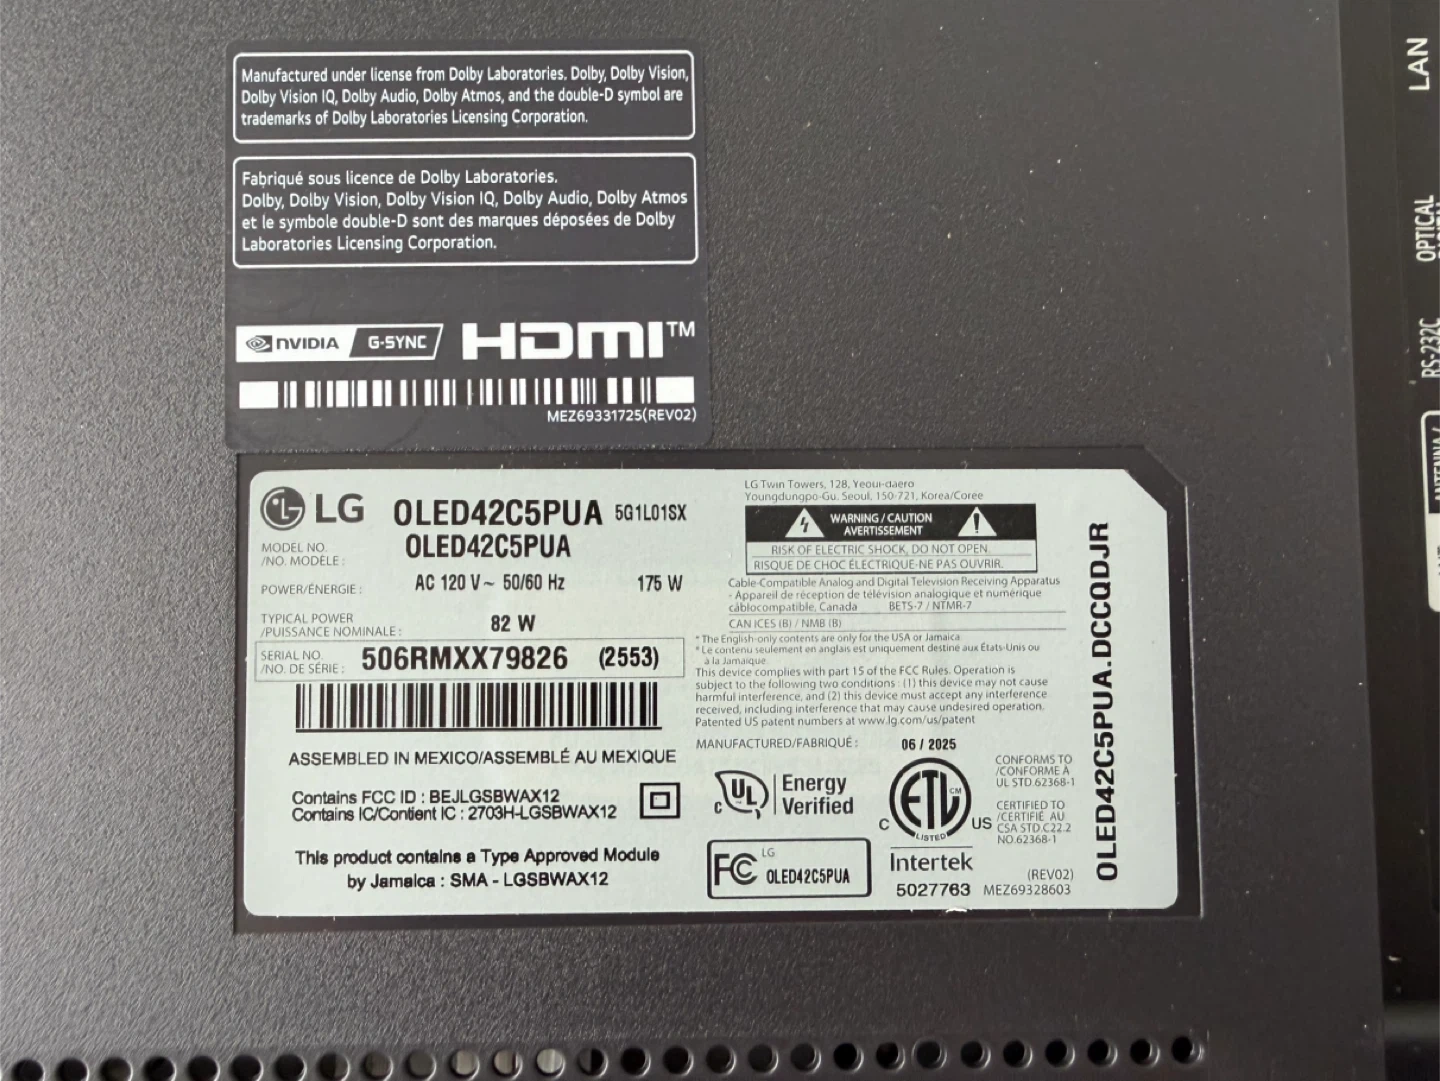 Manufactured under license from Dolby Laboratories. Dolby, Dolby Vision,
Dolby Vision IQ, Dolby Audio, Dolby Atmos, and the double-D symbol are
trademarks of Dolby Laboratories Licensing Corporation.
Fabriqué sous licence de Dolby Laboratories.
Dolby, Dolby Vision, Dolby Vision IQ, Dolby Audio, Dolby Atmos
et le symbole double-D sont des marques déposées de Dolby
Laboratories Licensing Corporation.
NVIDIA G-SYNC HDMI™
MEZ69331725(REV02)
LG OLED42C5PUA 5G1L01SX
MODEL NO.
/NO. MODÈLE : OLED42C5PUA
POWER/ÉNERGIE : AC 120 V~ 50/60 Hz 175 W
TYPICAL POWER
/PUISSANCE NOMINALE : 82 W
SERIAL NO.
/NO. DE SÉRIE : 506RMXX79826 (2553)
ASSEMBLED IN MEXICO/ASSEMBLÉ AU MEXIQUE
Contains FCC ID : BEJLGSBWAX12
Contains IC/Contient IC : 2703H-LGSBWAX12
This product contains a Type Approved Module
by Jamaica : SMA - LGSBWAX12
LG Twin Towers, 128, Yeoui-daero
Youngdungpo-Gu. Seoul, 150-721, Korea/Coree
WARNING / CAUTION
AVERTISSEMENT
RISK OF ELECTRIC SHOCK, DO NOT OPEN.
RISQUE DE CHOC ÉLECTRIQUE-NE PAS OUVRIR.
Cable-Compatible Analog and Digital Television Receiving Apparatus
- Appareil de réception de télévision analogique et numérique
câblocompatible, Canada BETS-7 / NTMR-7
CAN ICES (B) / NMB (B)
* The English-only contents are only for the USA or Jamaica
* Le contenu seulement en anglais est uniquement destiné aux États-Unis ou
à la Jamaïque
This device complies with part 15 of the FCC Rules. Operation is
subject to the following two conditions : (1) this device may not cause
harmful interference, and (2) this device must accept any interference
received, including interference that may cause undesired operation.
Patented US patent numbers at www.lg.com/us/patent
MANUFACTURED/FABRIQUÉ : 06 / 2025
C UL Energy
Verified
C ETL CM
LISTED US
Intertek
5027763
CONFORMS TO
/CONFORME À
UL STD.62368-1
CERTIFIED TO
/CERTIFIÉ AU
CSA STD.C22.2
NO.62368-1
FC LG
OLED42C5PUA
(REV02)
MEZ69328603
OLED42C5PUA.DCCQDJR
LAN
OPTICAL
RS-232C